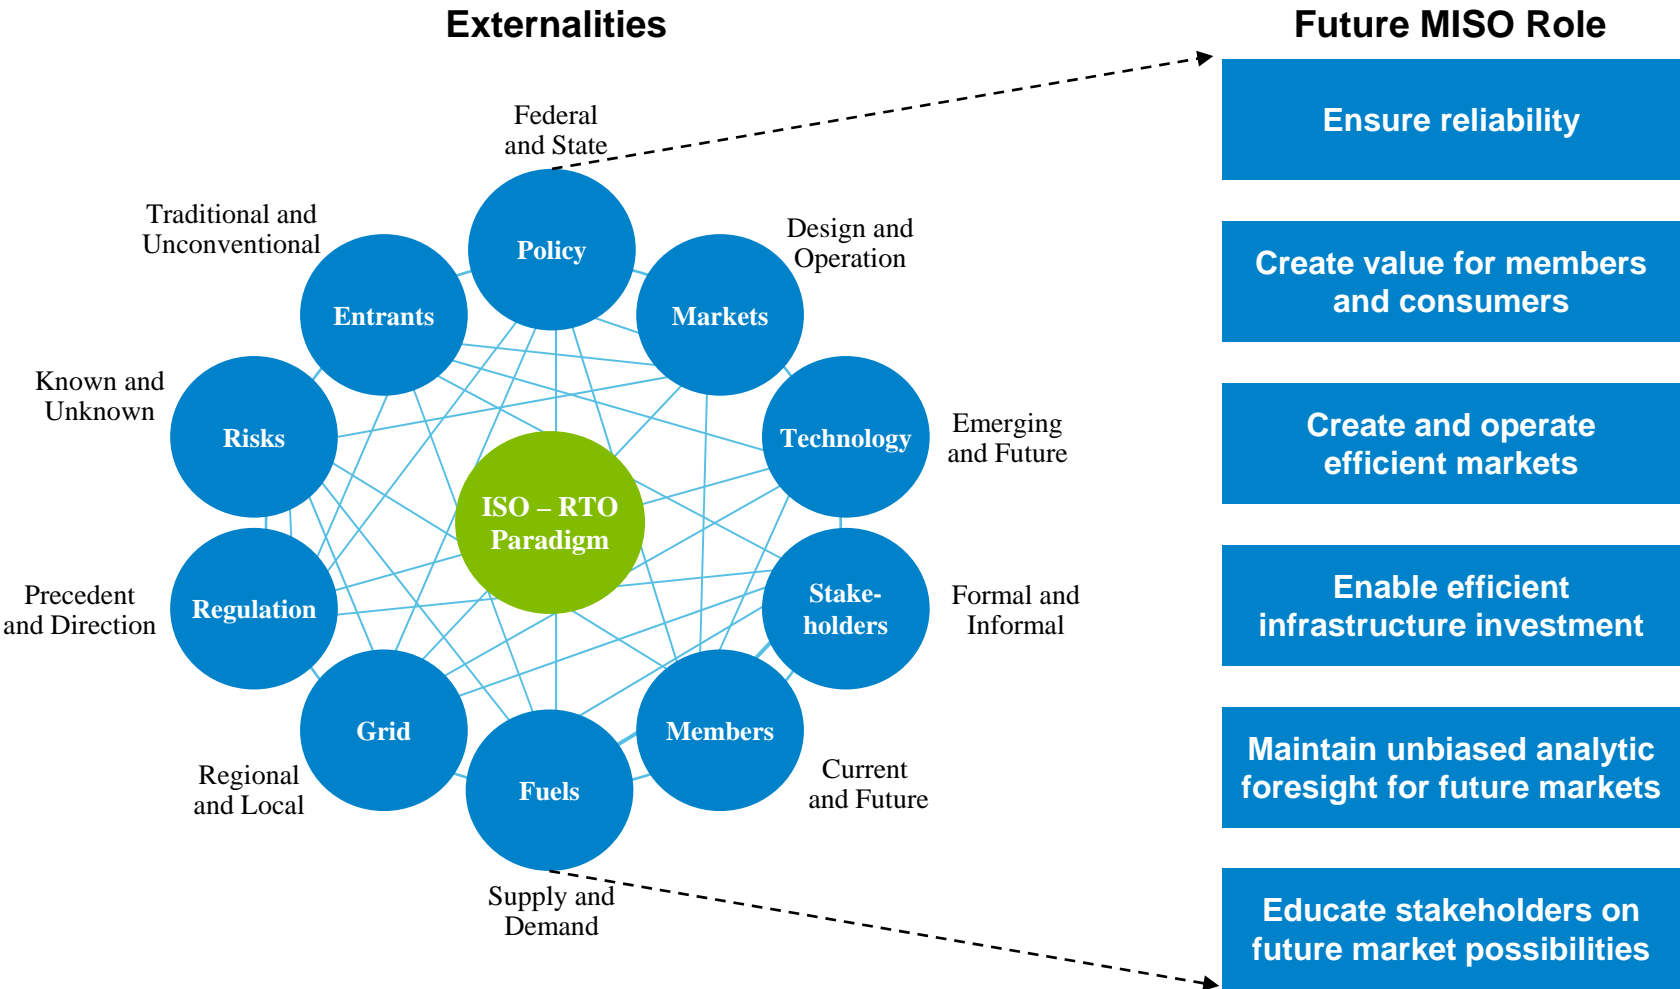 Externalities
Federal
and State
Policy
Design and
Operation
Markets
Emerging
and Future
Technology
Formal and
Informal
Stake-
holders
Current
and Future
Members
Supply and
Demand
Fuels
Regional
and Local
Grid
Precedent
and Direction
Regulation
Known and
Unknown
Risks
Traditional and
Unconventional
Entrants
ISO – RTO
Paradigm
Future MISO Role
Ensure reliability
Create value for members
and consumers
Create and operate
efficient markets
Enable efficient
infrastructure investment
Maintain unbiased analytic
foresight for future markets
Educate stakeholders on
future market possibilities